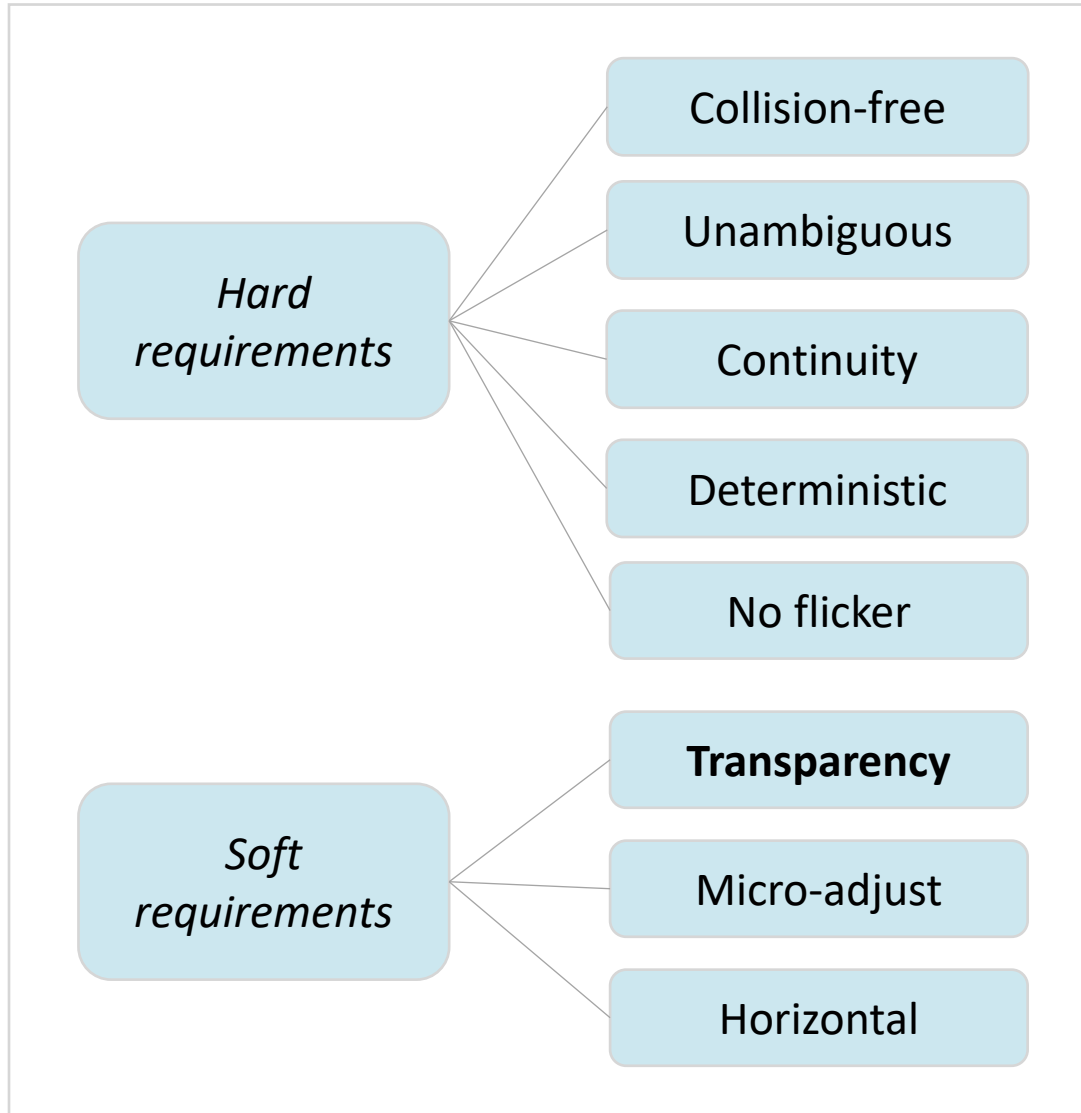 Collision-free
Unambiguous
Hard
requirements
Continuity
Deterministic
No flicker
Transparency
Soft
requirements
Micro-adjust
Horizontal